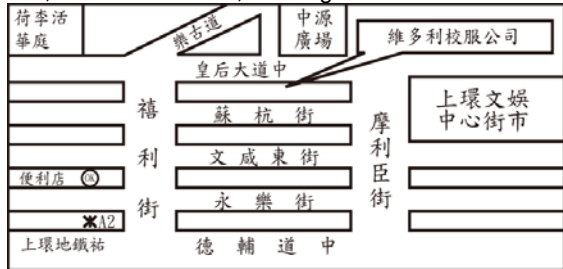 荷李活
華庭
樂古道
中源
廣場
維多利校服公司
皇后大道中
禧利街
蘇杭街
摩利臣街
上環文娛
中心街市
文咸東街
便利店 OK
永樂街
A2
上環地鐵祐
德輔道中